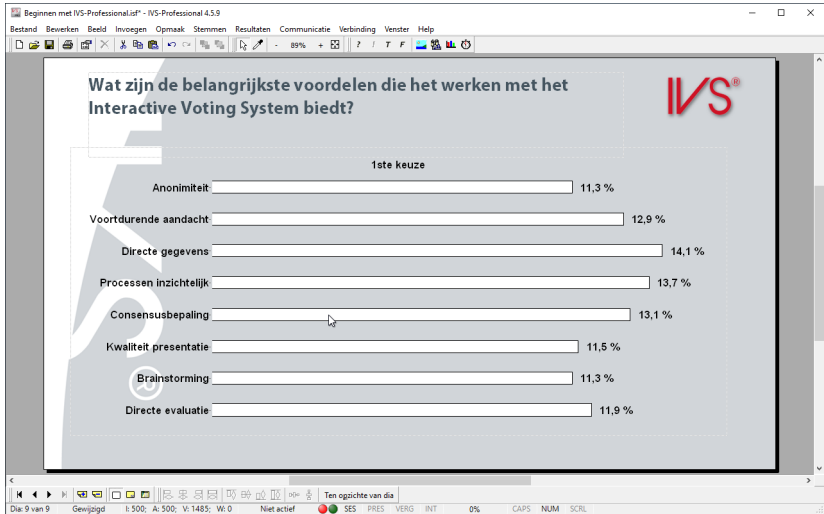 Beginnen met IVS-Professional.isf* - IVS-Professional 4.5.9
Bestand Bewerken Beeld Invoegen Opmaak Stemmen Resultaten Communicatie Verbinding Venster Help
- 89% + ? ! T F
Wat zijn de belangrijkste voordelen die het werken met het
Interactive Voting System biedt?
IVS®
1ste keuze
Anonimiteit 11,3 %
Voortdurende aandacht 12,9 %
Directe gegevens 14,1 %
Processen inzichtelijk 13,7 %
Consensusbepaling 13,1 %
Kwaliteit presentatie 11,5 %
Brainstorming 11,3 %
Directe evaluatie 11,9 %
Ten opzichte van dia
Dia: 9 van 9 Gewijzigd I: 500; A: 500; V: 1485; W: 0 Niet actief SES PRES VERG INT 0% CAPS NUM SCRL